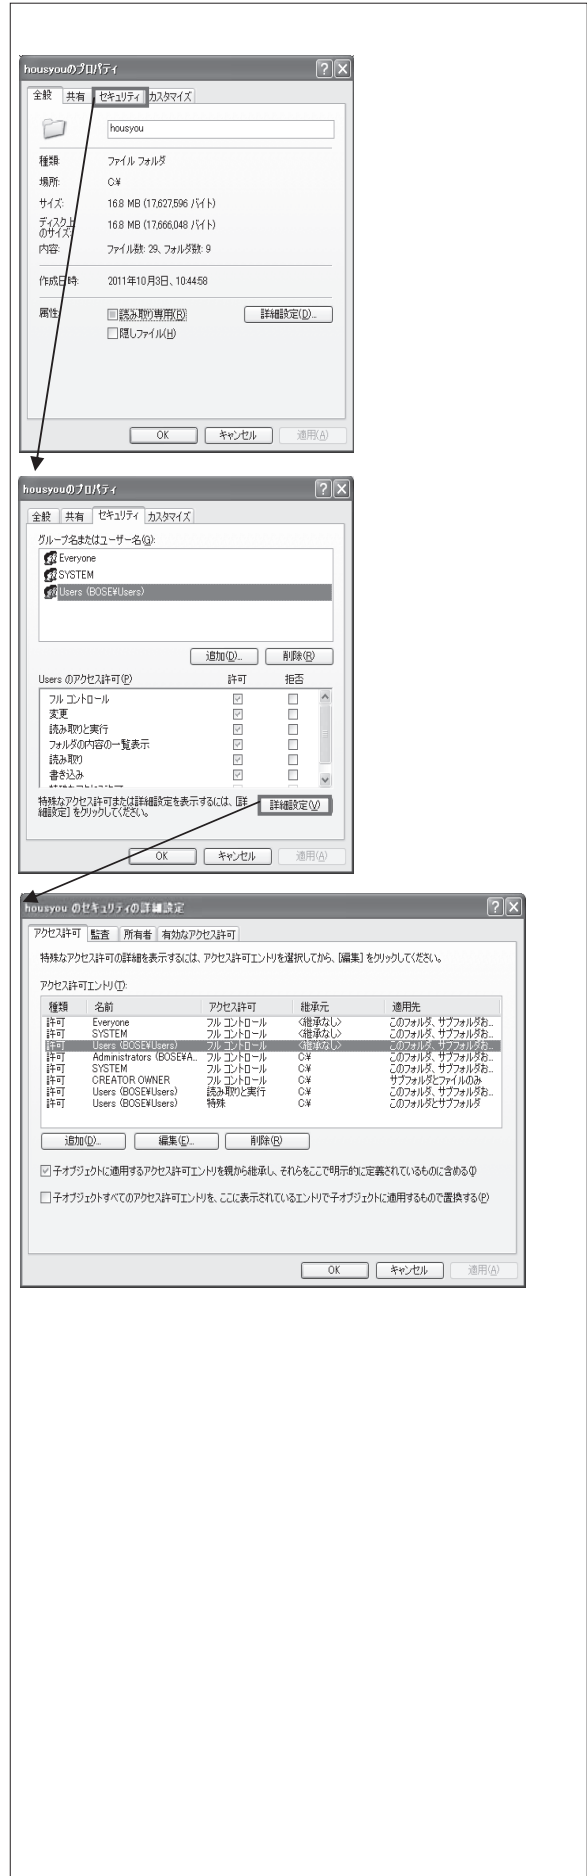 housyouのプロパティ
全般 共有 セキュリティ カスタマイズ
housyou
種類: ファイル フォルダ
場所: C:¥
サイズ: 16.8 MB (17,627,596 バイト)
ディスク上
のサイズ: 16.8 MB (17,666,048 バイト)
内容: ファイル数: 29、フォルダ数: 9
作成日時: 2011年10月3日、10:44:58
属性: 読み取り専用(R) 詳細設定(D)...
隠しファイル(H)
OK キャンセル 適用(A)
housyouのプロパティ
全般 共有 セキュリティ カスタマイズ
グループ名またはユーザー名(G):
Everyone
SYSTEM
Users (BOSE¥Users)
追加(D)... 削除(R)
Users のアクセス許可(P) 許可 拒否
フル コントロール
変更
読み取りと実行
フォルダの内容の一覧表示
読み取り
書き込み
特殊なアクセス許可または詳細設定を表示するには、[詳
細設定] をクリックしてください。 詳細設定(V)
OK キャンセル 適用(A)
housyou のセキュリティの詳細設定
アクセス許可 監査 所有者 有効なアクセス許可
特殊なアクセス許可の詳細を表示するには、アクセス許可エントリを選択してから、[編集] をクリックしてください。
アクセス許可エントリ(T):
種類 名前 アクセス許可 継承元 適用先
許可 Everyone フル コントロール <継承なし> このフォルダ、サブフォルダお...
許可 SYSTEM フル コントロール <継承なし> このフォルダ、サブフォルダお...
許可 Users (BOSE¥Users) フル コントロール <継承なし> このフォルダ、サブフォルダお...
許可 Administrators (BOSE¥A... フル コントロール C:¥ このフォルダ、サブフォルダお...
許可 SYSTEM フル コントロール C:¥ このフォルダ、サブフォルダお...
許可 CREATOR OWNER フル コントロール C:¥ サブフォルダとファイルのみ
許可 Users (BOSE¥Users) 読み取りと実行 C:¥ このフォルダ、サブフォルダお...
許可 Users (BOSE¥Users) 特殊 C:¥ このフォルダとサブフォルダ
追加(D)... 編集(E)... 削除(R)
子オブジェクトに適用するアクセス許可エントリを親から継承し、それらをここで明示的に定義されているものに含める(I)
子オブジェクトすべてのアクセス許可エントリを、ここに表示されているエントリで子オブジェクトに適用するもので置換する(P)
OK キャンセル 適用(A)